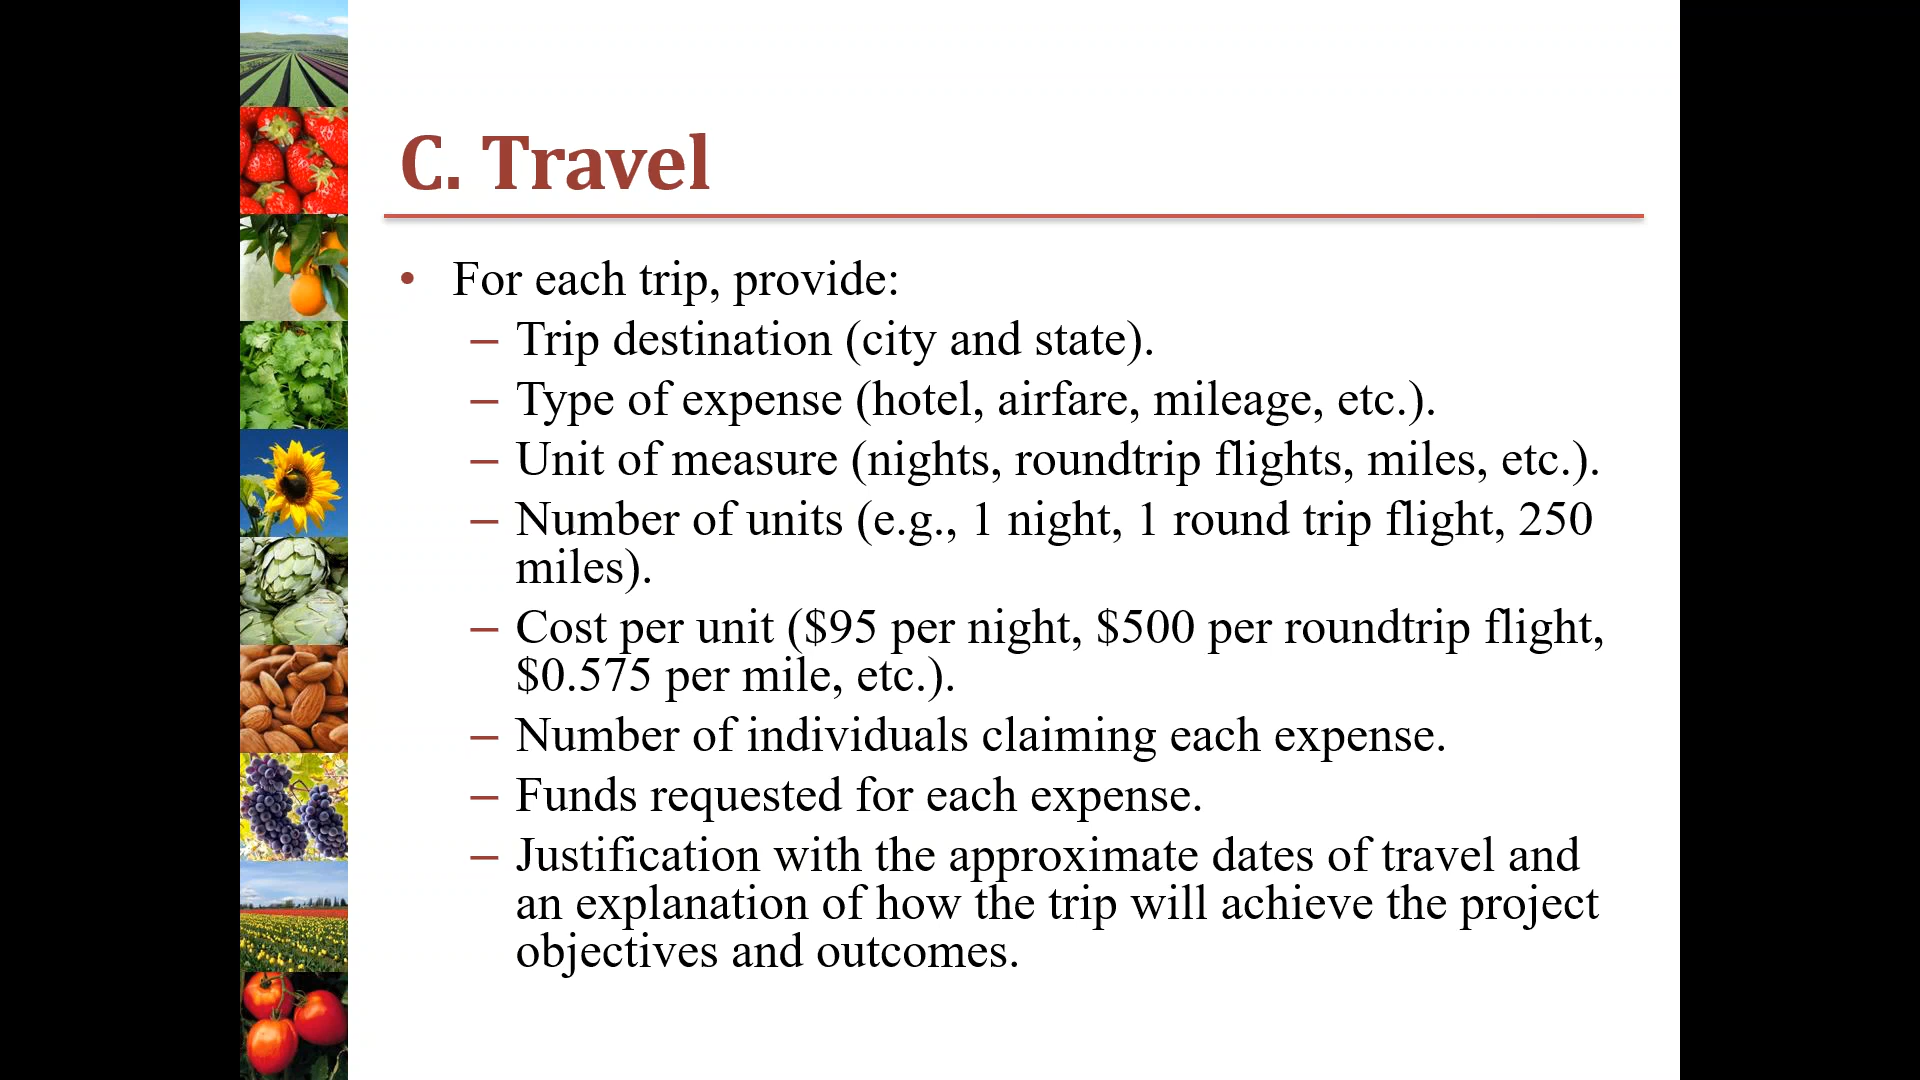 C. Travel
• For each trip, provide:
– Trip destination (city and state).
– Type of expense (hotel, airfare, mileage, etc.).
– Unit of measure (nights, roundtrip flights, miles, etc.).
– Number of units (e.g., 1 night, 1 round trip flight, 250
miles).
– Cost per unit ($95 per night, $500 per roundtrip flight,
$0.575 per mile, etc.).
– Number of individuals claiming each expense.
– Funds requested for each expense.
– Justification with the approximate dates of travel and
an explanation of how the trip will achieve the project
objectives and outcomes.